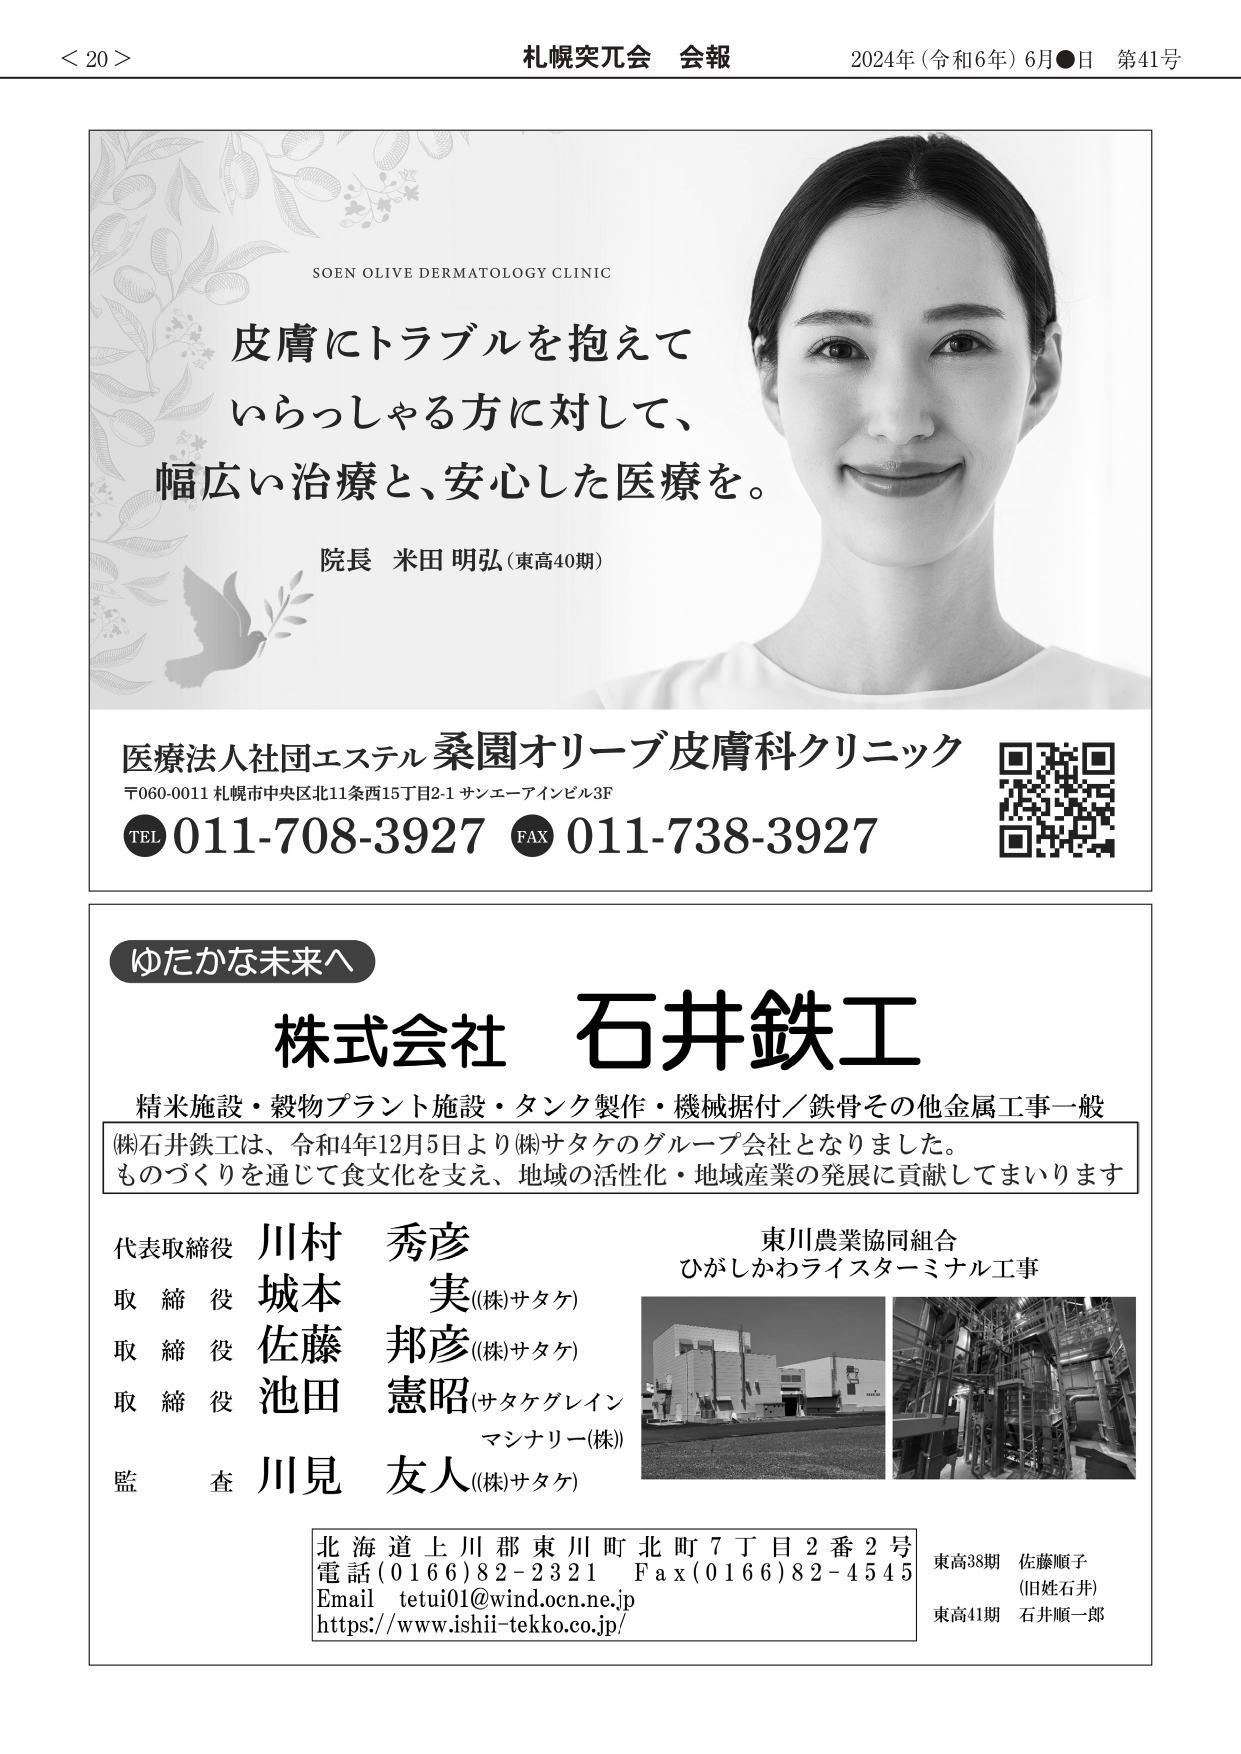 ＜20＞
札幌突兀会　会報
2024年（令和6年）6月●日　第41号
SOEN OLIVE DERMATOLOGY CLINIC
皮膚にトラブルを抱えて
いらっしゃる方に対して、
幅広い治療と、安心した医療を。
院長　米田 明弘（東高40期）
医療法人社団エステル 桑園オリーブ皮膚科クリニック
〒060-0011 札幌市中央区北11条西15丁目2-1 サンエーアインビル3F
TEL 011-708-3927 FAX 011-738-3927
ゆたかな未来へ
株式会社　石井鉄工
精米施設・穀物プラント施設・タンク製作・機械据付／鉄骨その他金属工事一般
㈱石井鉄工は、令和4年12月5日より㈱サタケのグループ会社となりました。
ものづくりを通じて食文化を支え、地域の活性化・地域産業の発展に貢献してまいります
代表取締役　川村　秀彦
取締役　城本　実((株)サタケ)
取締役　佐藤　邦彦((株)サタケ)
取締役　池田　憲昭(サタケグレイン
マシナリー(株))
監査　川見　友人((株)サタケ)
東川農業協同組合
ひがしかわライスターミナル工事
北海道上川郡東川町北町7丁目2番2号
電話(0166)82-2321　Fax(0166)82-4545
Email　tetui01@wind.ocn.ne.jp
https://www.ishii-tekko.co.jp/
東高38期　佐藤順子
(旧姓石井)
東高41期　石井順一郎